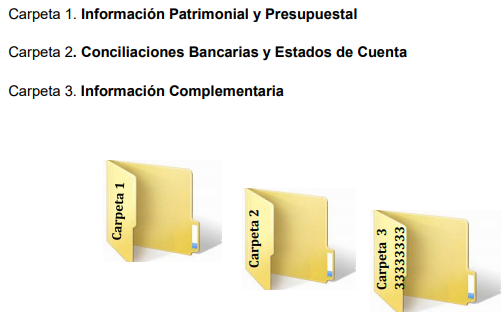 Carpeta 1. Información Patrimonial y Presupuestal
Carpeta 2. Conciliaciones Bancarias y Estados de Cuenta
Carpeta 3. Información Complementaria
Carpeta 1
Carpeta 2
Carpeta 3
33333333